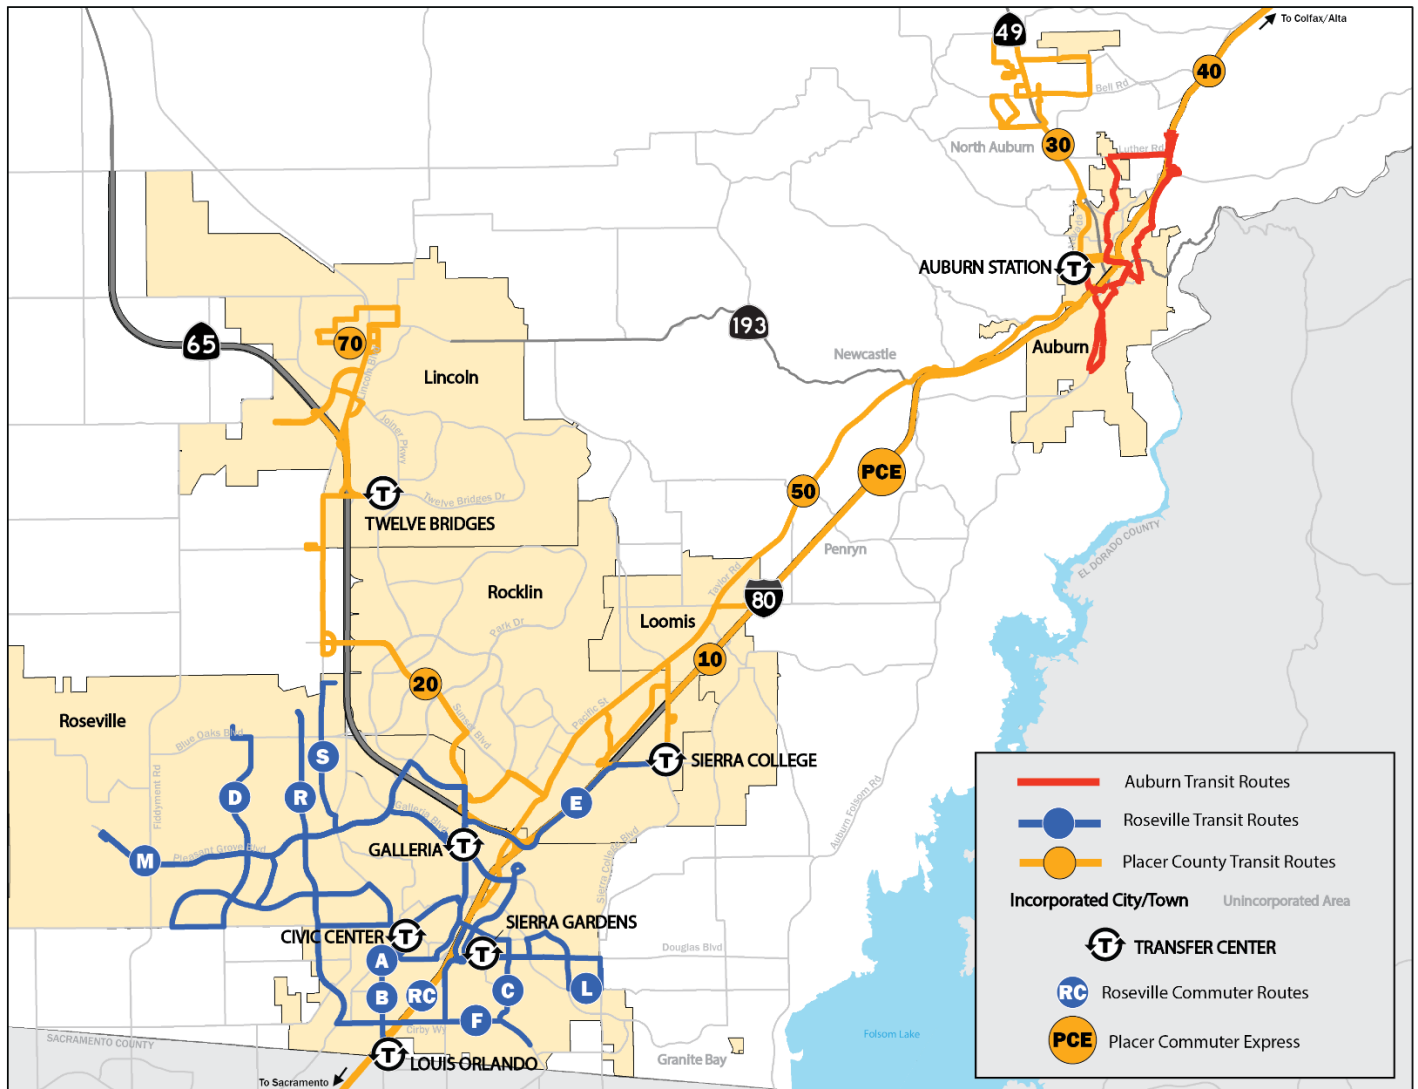 To Colfax/Alta
49
40
Bell Rd
North Auburn
30
Luther Rd
AUBURN STATION
T
193
65
70
Lincoln Blvd
Lincoln
Newcastle
Auburn
Joiner Pkwy
PCE
50
T
Twelve Bridges Dr
TWELVE BRIDGES
EL DORADO COUNTY
Penryn
Taylor Rd
Rocklin
80
Loomis
Park Dr
10
20
Roseville
Sunset Blvd
Pacific St
Blue Oaks Blvd
S
T
SIERRA COLLEGE
D
R
E
Fiddyment Rd
Galleria Blvd
Auburn Folsom Rd
GALLERIA
T
M
Pleasant Grove Blvd
Sierra College Blvd
SIERRA GARDENS
CIVIC CENTER
T
T
Douglas Blvd
A
B
RC
C
L
F
Cirby Wy
SACRAMENTO COUNTY
T
LOUIS ORLANDO
Granite Bay
Folsom Lake
To Sacramento
Auburn Transit Routes
Roseville Transit Routes
Placer County Transit Routes
Incorporated City/Town
Unincorporated Area
T
TRANSFER CENTER
RC
Roseville Commuter Routes
PCE
Placer Commuter Express